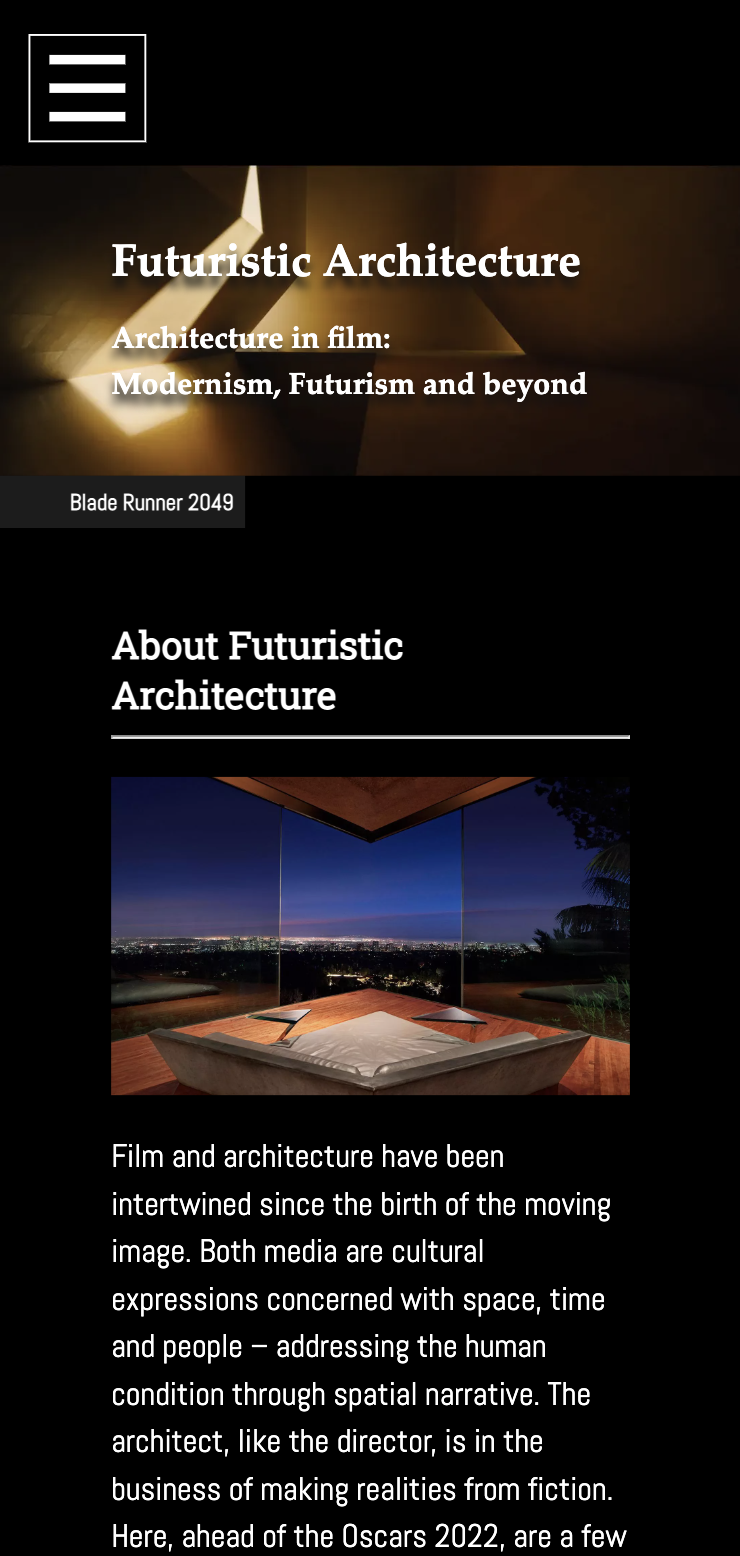 Futuristic Architecture
Architecture in film:
Modernism, Futurism and beyond
Blade Runner 2049
About Futuristic
Architecture
Film and architecture have been
intertwined since the birth of the moving
image. Both media are cultural
expressions concerned with space, time
and people – addressing the human
condition through spatial narrative. The
architect, like the director, is in the
business of making realities from fiction.
Here, ahead of the Oscars 2022, are a few